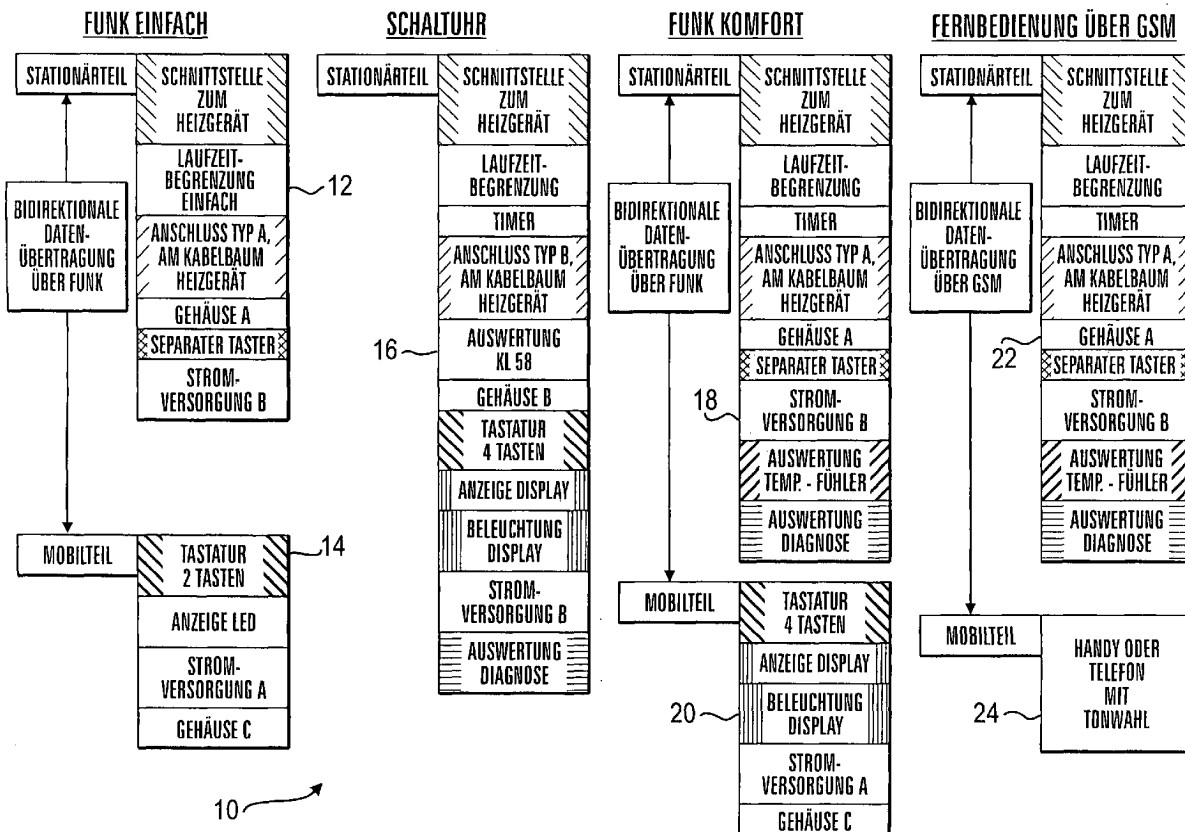 FUNK EINFACH
STATIONÄRTEIL
SCHNITTSTELLE
ZUM
HEIZGERÄT
LAUFZEIT-
BEGRENZUNG
EINFACH
12
BIDIREKTIONALE
DATEN-
ÜBERTRAGUNG
ÜBER FUNK
ANSCHLUSS TYP A,
AM KABELBAUM
HEIZGERÄT
GEHÄUSE A
SEPARATER TASTER
STROM-
VERSORGUNG B
MOBILTEIL
TASTATUR
2 TASTEN
14
ANZEIGE LED
STROM-
VERSORGUNG A
GEHÄUSE C
10
SCHALTUHR
STATIONÄRTEIL
SCHNITTSTELLE
ZUM
HEIZGERÄT
LAUFZEIT-
BEGRENZUNG
TIMER
ANSCHLUSS TYP B,
AM KABELBAUM
HEIZGERÄT
16
AUSWERTUNG
KL 58
GEHÄUSE B
TASTATUR
4 TASTEN
ANZEIGE DISPLAY
BELEUCHTUNG
DISPLAY
STROM-
VERSORGUNG B
AUSWERTUNG
DIAGNOSE
FUNK KOMFORT
STATIONÄRTEIL
SCHNITTSTELLE
ZUM
HEIZGERÄT
LAUFZEIT-
BEGRENZUNG
TIMER
BIDIREKTIONALE
DATEN-
ÜBERTRAGUNG
ÜBER FUNK
ANSCHLUSS TYP A,
AM KABELBAUM
HEIZGERÄT
GEHÄUSE A
SEPARATER TASTER
18
STROM-
VERSORGUNG B
AUSWERTUNG
TEMP. - FÜHLER
AUSWERTUNG
DIAGNOSE
MOBILTEIL
TASTATUR
4 TASTEN
ANZEIGE DISPLAY
20
BELEUCHTUNG
DISPLAY
STROM-
VERSORGUNG A
GEHÄUSE C
FERNBEDIENUNG ÜBER GSM
STATIONÄRTEIL
SCHNITTSTELLE
ZUM
HEIZGERÄT
LAUFZEIT-
BEGRENZUNG
TIMER
BIDIREKTIONALE
DATEN-
ÜBERTRAGUNG
ÜBER GSM
ANSCHLUSS TYP A,
AM KABELBAUM
HEIZGERÄT
GEHÄUSE A
22
SEPARATER TASTER
STROM-
VERSORGUNG B
AUSWERTUNG
TEMP. - FÜHLER
AUSWERTUNG
DIAGNOSE
MOBILTEIL
HANDY ODER
TELEFON
MIT
TONWAHL
24